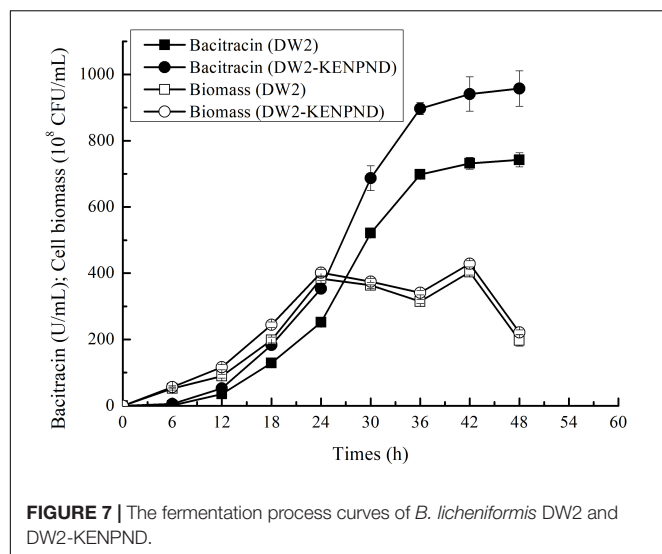 Bacitracin (DW2)
Bacitracin (DW2-KENPND)
Biomass (DW2)
Biomass (DW2-KENPND)
Bacitracin (U/mL); Cell biomass (10⁸ CFU/mL)
1000
800
600
400
200
0
0 6 12 18 24 30 36 42 48 54 60
Times (h)
FIGURE 7 | The fermentation process curves of B. licheniformis DW2 and
DW2-KENPND.